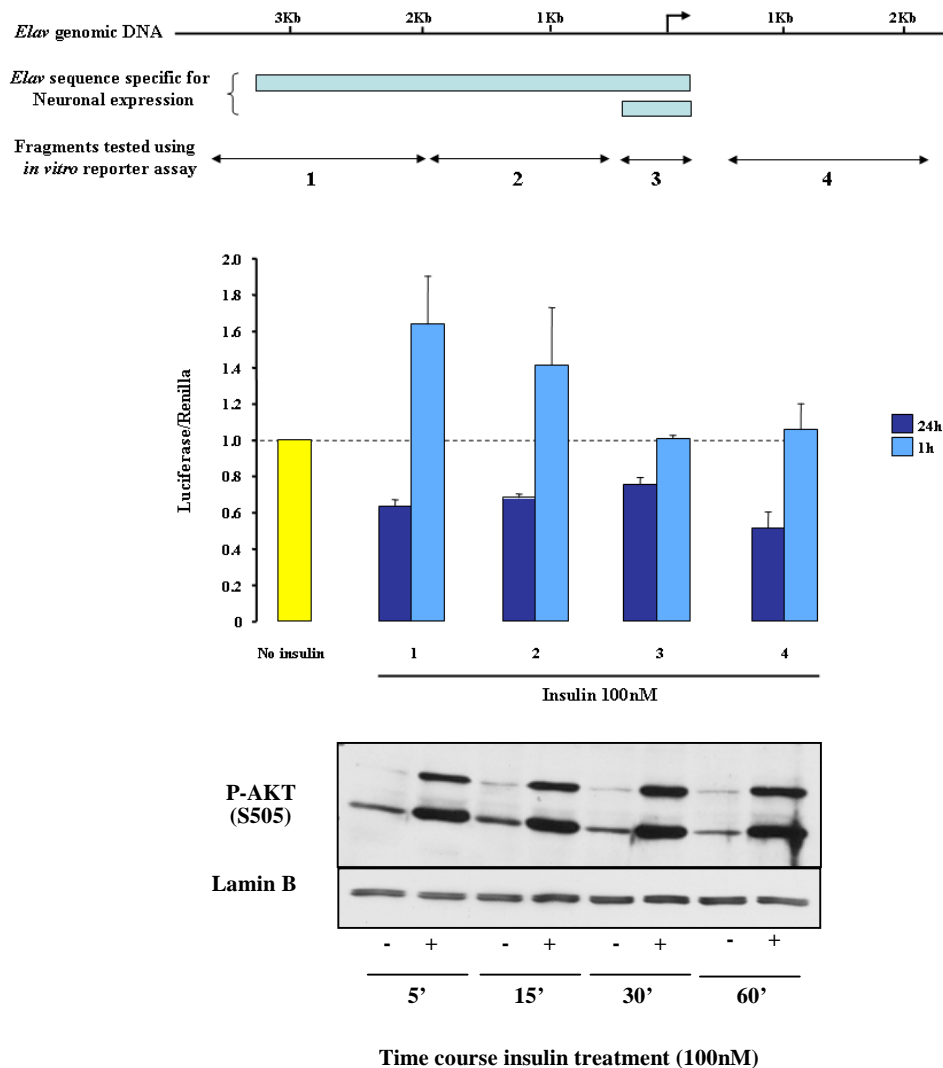 3Kb 2Kb 1Kb 1Kb 2Kb
Elav genomic DNA
Elav sequence specific for
Neuronal expression
Fragments tested using
in vitro reporter assay
1 2 3 4
Luciferase/Renilla
2.0
1.8
1.6
1.4
1.2
1.0
0.8
0.6
0.4
0.2
0
24h
1h
No insulin 1 2 3 4
Insulin 100nM
P-AKT
(S505)
Lamin B
- + - + - + - +
5’ 15’ 30’ 60’
Time course insulin treatment (100nM)